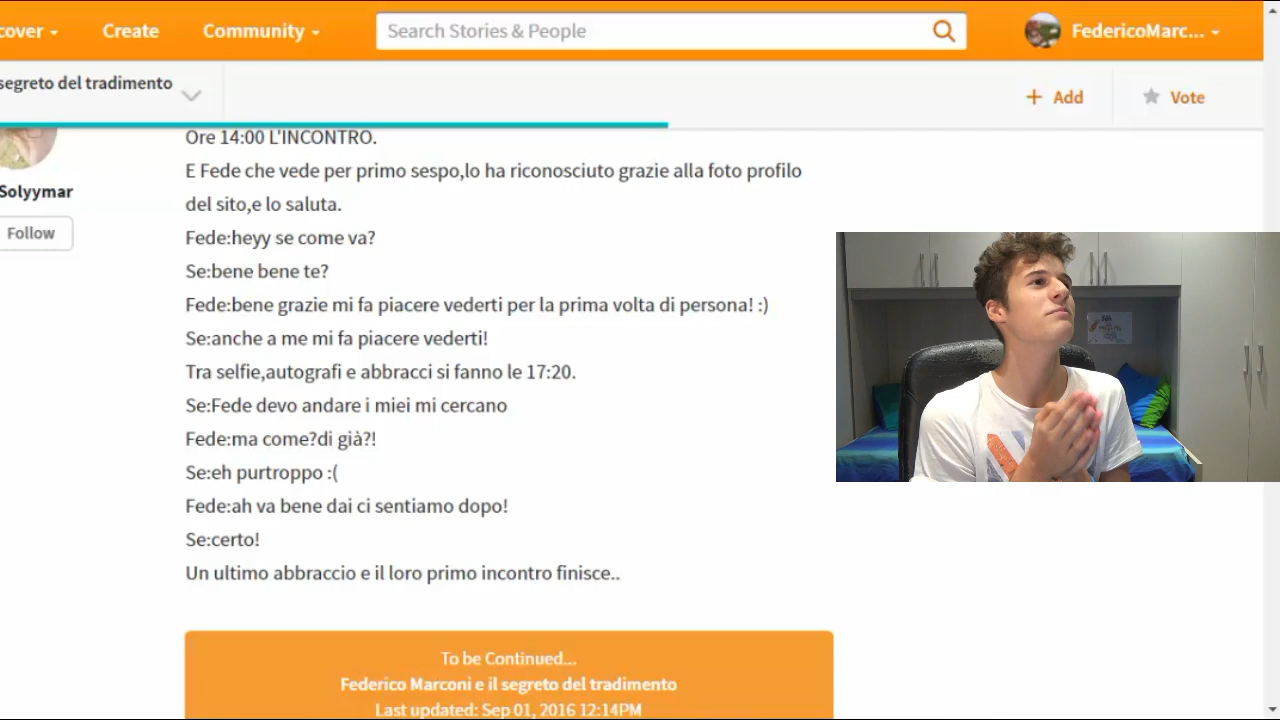 cover
Create
Community
Search Stories & People
FedericoMarc...
segreto del tradimento
Add
Vote
Solyymar
Follow
Ore 14:00 L'INCONTRO.
E Fede che vede per primo sespo,lo ha riconosciuto grazie alla foto profilo
del sito,e lo saluta.
Fede:heyy se come va?
Se:bene bene te?
Fede:bene grazie mi fa piacere vederti per la prima volta di persona! :)
Se:anche a me mi fa piacere vederti!
Tra selfie,autografi e abbracci si fanno le 17:20.
Se:Fede devo andare i miei mi cercano
Fede:ma come?di già?!
Se:eh purtroppo :(
Fede:ah va bene dai ci sentiamo dopo!
Se:certo!
Un ultimo abbraccio e il loro primo incontro finisce..
To be Continued...
Federico Marconi e il segreto del tradimento
Last updated: Sep 01, 2016 12:14PM